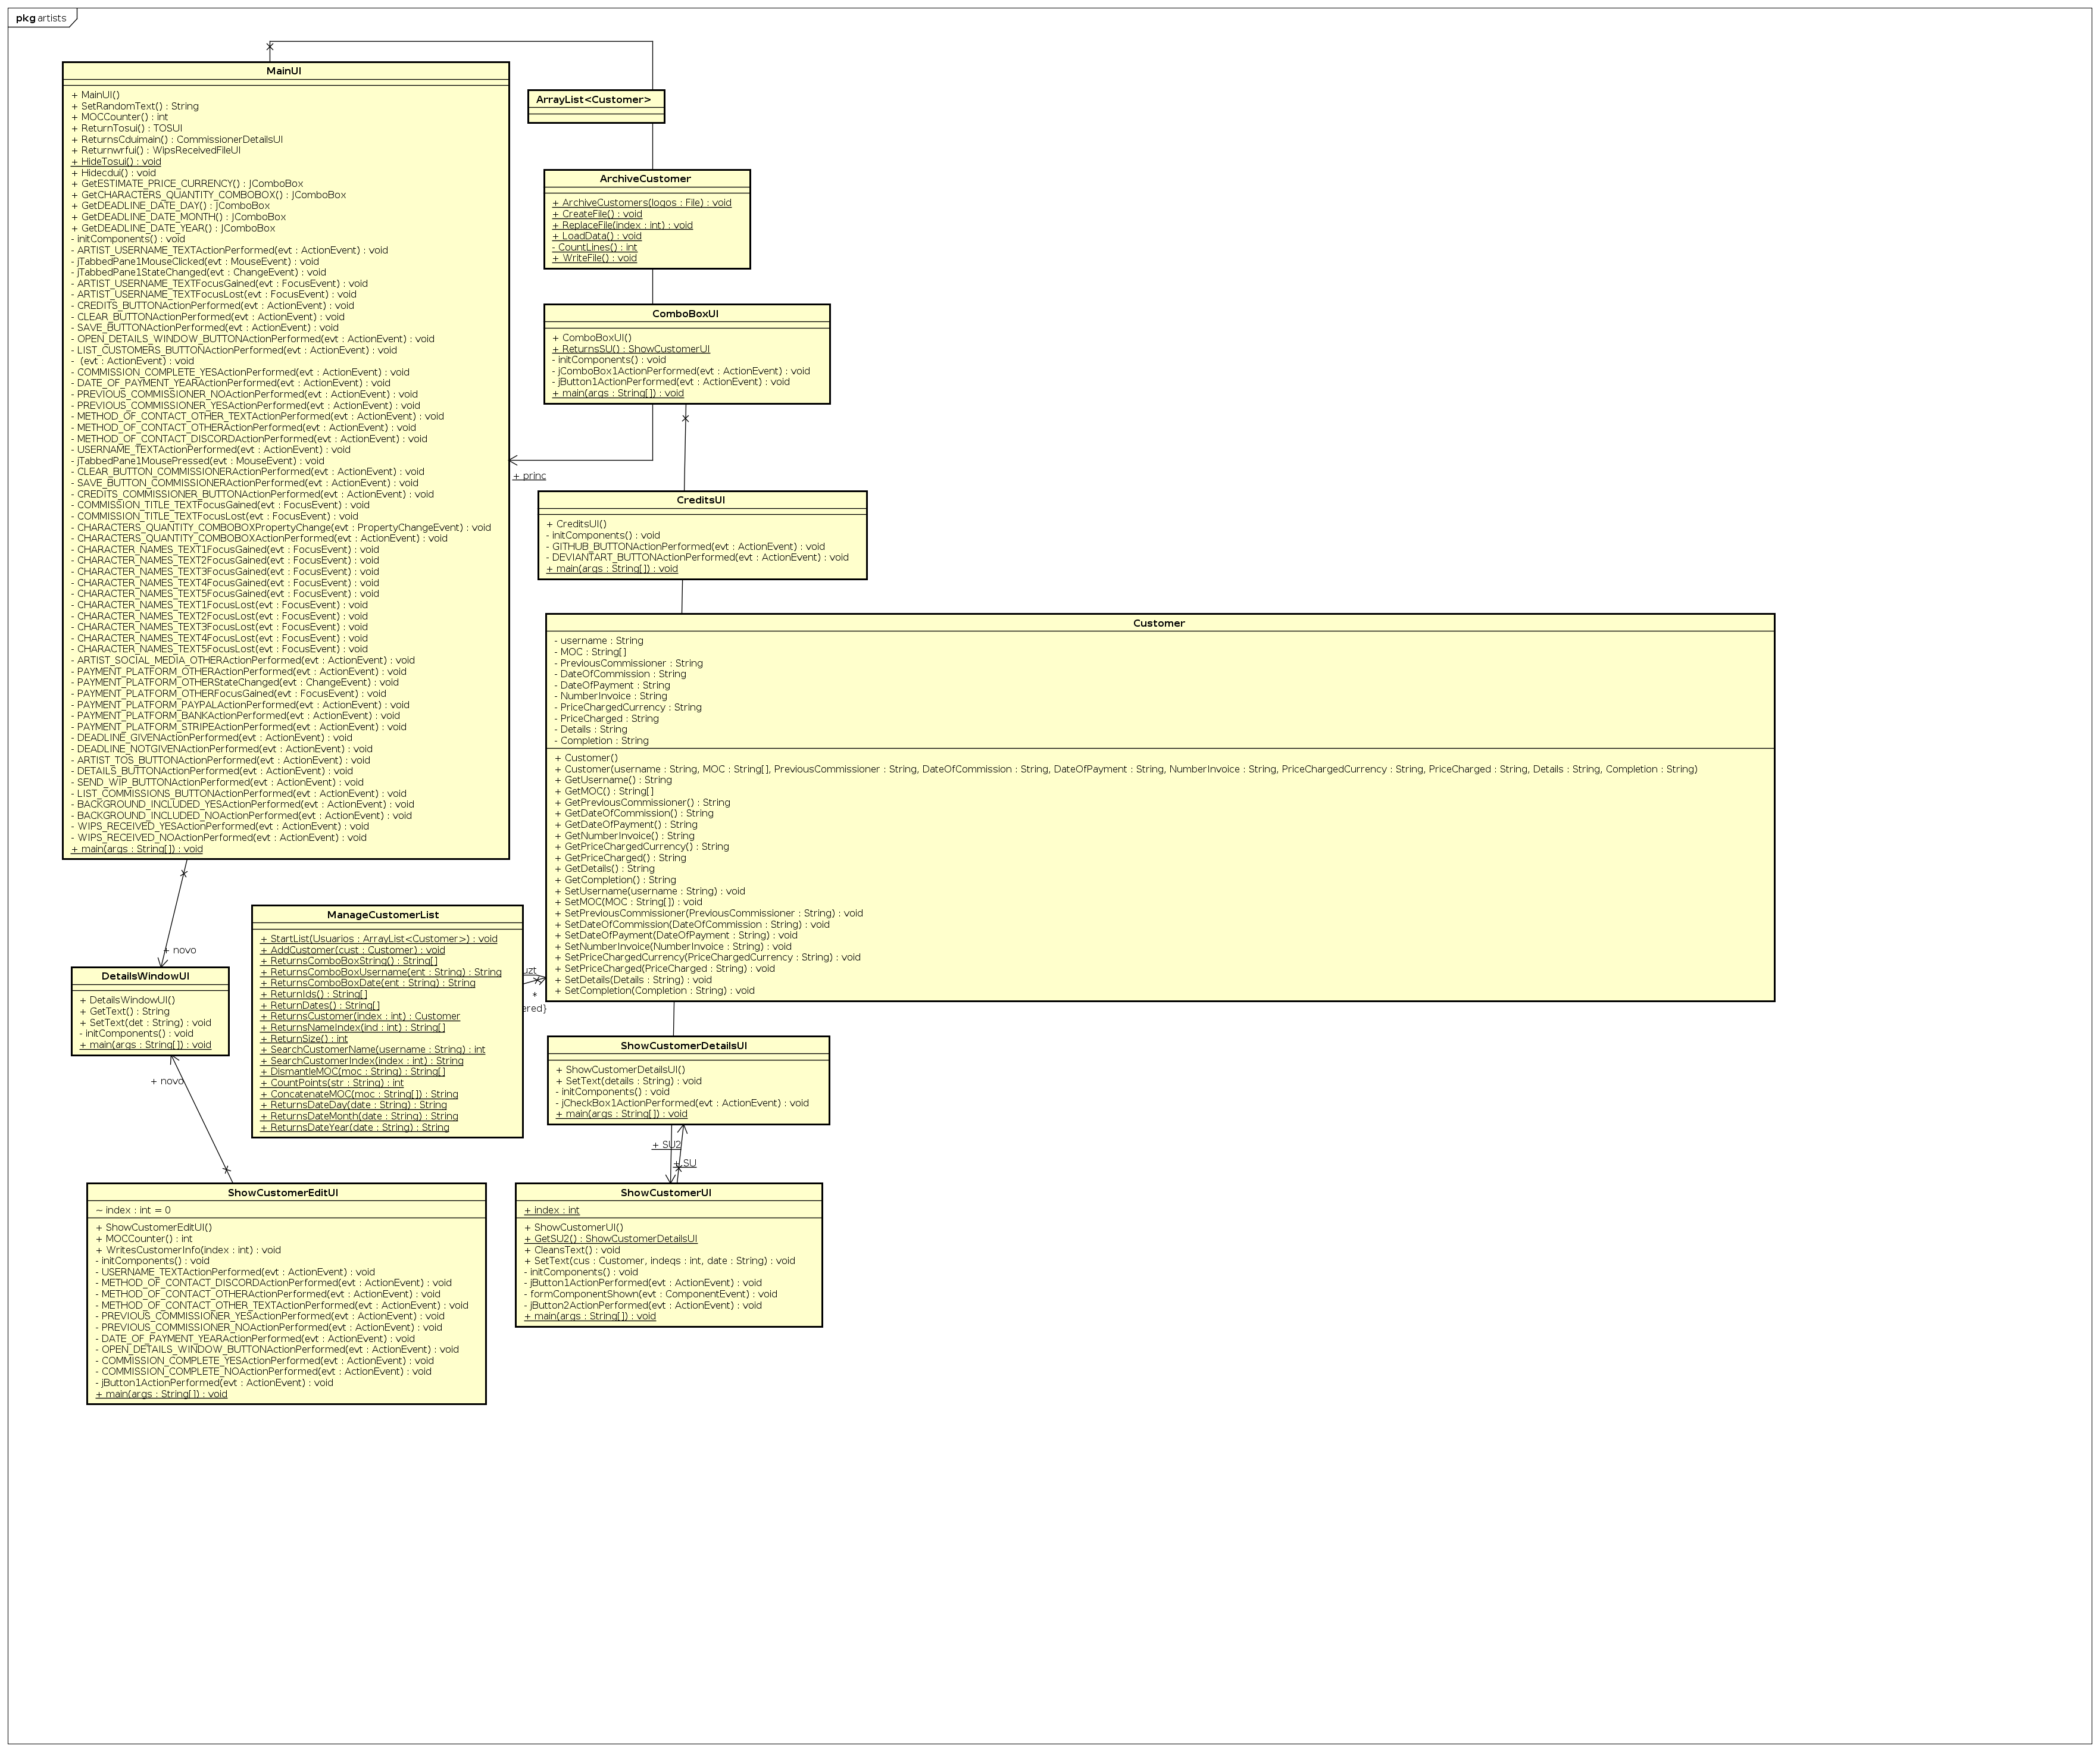 pkg artists
MainUI
+ MainUI()
+ SetRandomText() : String
+ MOCCounter() : int
+ ReturnTosui() : TOSUI
+ ReturnsCduimain() : CommissionerDetailsUI
+ Returnwrfui() : WipsReceivedFileUI
+ HideTosui() : void
+ Hidecdui() : void
+ GetESTIMATE_PRICE_CURRENCY() : JComboBox
+ GetCHARACTERS_QUANTITY_COMBOBOX() : JComboBox
+ GetDEADLINE_DATE_DAY() : JComboBox
+ GetDEADLINE_DATE_MONTH() : JComboBox
+ GetDEADLINE_DATE_YEAR() : JComboBox
- initComponents() : void
- ARTIST_USERNAME_TEXTActionPerformed(evt : ActionEvent) : void
- jTabbedPane1MouseClicked(evt : MouseEvent) : void
- jTabbedPane1StateChanged(evt : ChangeEvent) : void
- ARTIST_USERNAME_TEXTFocusGained(evt : FocusEvent) : void
- ARTIST_USERNAME_TEXTFocusLost(evt : FocusEvent) : void
- CREDITS_BUTTONActionPerformed(evt : ActionEvent) : void
- CLEAR_BUTTONActionPerformed(evt : ActionEvent) : void
- SAVE_BUTTONActionPerformed(evt : ActionEvent) : void
- OPEN_DETAILS_WINDOW_BUTTONActionPerformed(evt : ActionEvent) : void
- LIST_CUSTOMERS_BUTTONActionPerformed(evt : ActionEvent) : void
- (evt : ActionEvent) : void
- COMMISSION_COMPLETE_YESActionPerformed(evt : ActionEvent) : void
- DATE_OF_PAYMENT_YEARActionPerformed(evt : ActionEvent) : void
- PREVIOUS_COMMISSIONER_NOActionPerformed(evt : ActionEvent) : void
- PREVIOUS_COMMISSIONER_YESActionPerformed(evt : ActionEvent) : void
- METHOD_OF_CONTACT_OTHER_TEXTActionPerformed(evt : ActionEvent) : void
- METHOD_OF_CONTACT_OTHERActionPerformed(evt : ActionEvent) : void
- METHOD_OF_CONTACT_DISCORDActionPerformed(evt : ActionEvent) : void
- USERNAME_TEXTActionPerformed(evt : ActionEvent) : void
- jTabbedPane1MousePressed(evt : MouseEvent) : void
- CLEAR_BUTTON_COMMISSIONERActionPerformed(evt : ActionEvent) : void
- SAVE_BUTTON_COMMISSIONERActionPerformed(evt : ActionEvent) : void
- CREDITS_COMMISSIONER_BUTTONActionPerformed(evt : ActionEvent) : void
- COMMISSION_TITLE_TEXTFocusGained(evt : FocusEvent) : void
- COMMISSION_TITLE_TEXTFocusLost(evt : FocusEvent) : void
- CHARACTERS_QUANTITY_COMBOBOXPropertyChange(evt : PropertyChangeEvent) : void
- CHARACTERS_QUANTITY_COMBOBOXActionPerformed(evt : ActionEvent) : void
- CHARACTER_NAMES_TEXT1FocusGained(evt : FocusEvent) : void
- CHARACTER_NAMES_TEXT2FocusGained(evt : FocusEvent) : void
- CHARACTER_NAMES_TEXT3FocusGained(evt : FocusEvent) : void
- CHARACTER_NAMES_TEXT4FocusGained(evt : FocusEvent) : void
- CHARACTER_NAMES_TEXT5FocusGained(evt : FocusEvent) : void
- CHARACTER_NAMES_TEXT1FocusLost(evt : FocusEvent) : void
- CHARACTER_NAMES_TEXT2FocusLost(evt : FocusEvent) : void
- CHARACTER_NAMES_TEXT3FocusLost(evt : FocusEvent) : void
- CHARACTER_NAMES_TEXT4FocusLost(evt : FocusEvent) : void
- CHARACTER_NAMES_TEXT5FocusLost(evt : FocusEvent) : void
- ARTIST_SOCIAL_MEDIA_OTHERActionPerformed(evt : ActionEvent) : void
- PAYMENT_PLATFORM_OTHERActionPerformed(evt : ActionEvent) : void
- PAYMENT_PLATFORM_OTHERStateChanged(evt : ChangeEvent) : void
- PAYMENT_PLATFORM_OTHERFocusGained(evt : FocusEvent) : void
- PAYMENT_PLATFORM_PAYPALActionPerformed(evt : ActionEvent) : void
- PAYMENT_PLATFORM_BANKActionPerformed(evt : ActionEvent) : void
- PAYMENT_PLATFORM_STRIPEActionPerformed(evt : ActionEvent) : void
- DEADLINE_GIVENActionPerformed(evt : ActionEvent) : void
- DEADLINE_NOTGIVENActionPerformed(evt : ActionEvent) : void
- ARTIST_TOS_BUTTONActionPerformed(evt : ActionEvent) : void
- DETAILS_BUTTONActionPerformed(evt : ActionEvent) : void
- SEND_WIP_BUTTONActionPerformed(evt : ActionEvent) : void
- LIST_COMMISSIONS_BUTTONActionPerformed(evt : ActionEvent) : void
- BACKGROUND_INCLUDED_YESActionPerformed(evt : ActionEvent) : void
- BACKGROUND_INCLUDED_NOActionPerformed(evt : ActionEvent) : void
- WIPS_RECEIVED_YESActionPerformed(evt : ActionEvent) : void
- WIPS_RECEIVED_NOActionPerformed(evt : ActionEvent) : void
+ main(args : String[]) : void
ArrayList<Customer>
ArchiveCustomer
+ ArchiveCustomers(logos : File) : void
+ CreateFile() : void
+ ReplaceFile(index : int) : void
+ LoadData() : void
- CountLines() : int
+ WriteFile() : void
ComboBoxUI
+ ComboBoxUI()
+ ReturnsSU() : ShowCustomerUI
- initComponents() : void
- jComboBox1ActionPerformed(evt : ActionEvent) : void
- jButton1ActionPerformed(evt : ActionEvent) : void
+ main(args : String[]) : void
+ princ
CreditsUI
+ CreditsUI()
- initComponents() : void
- GITHUB_BUTTONActionPerformed(evt : ActionEvent) : void
- DEVIANTART_BUTTONActionPerformed(evt : ActionEvent) : void
+ main(args : String[]) : void
Customer
- username : String
- MOC : String[]
- PreviousCommissioner : String
- DateOfCommission : String
- DateOfPayment : String
- NumberInvoice : String
- PriceChargedCurrency : String
- PriceCharged : String
- Details : String
- Completion : String
+ Customer()
+ Customer(username : String, MOC : String[], PreviousCommissioner : String, DateOfCommission : String, DateOfPayment : String, NumberInvoice : String, PriceChargedCurrency : String, PriceCharged : String, Details : String, Completion : String)
+ GetUsername() : String
+ GetMOC() : String[]
+ GetPreviousCommissioner() : String
+ GetDateOfCommission() : String
+ GetDateOfPayment() : String
+ GetNumberInvoice() : String
+ GetPriceChargedCurrency() : String
+ GetPriceCharged() : String
+ GetDetails() : String
+ GetCompletion() : String
+ SetUsername(username : String) : void
+ SetMOC(MOC : String[]) : void
+ SetPreviousCommissioner(PreviousCommissioner : String) : void
+ SetDateOfCommission(DateOfCommission : String) : void
+ SetDateOfPayment(DateOfPayment : String) : void
+ SetNumberInvoice(NumberInvoice : String) : void
+ SetPriceChargedCurrency(PriceChargedCurrency : String) : void
+ SetPriceCharged(PriceCharged : String) : void
+ SetDetails(Details : String) : void
+ SetCompletion(Completion : String) : void
ManageCustomerList
+ StartList(Usuarios : ArrayList<Customer>) : void
+ AddCustomer(cust : Customer) : void
+ ReturnsComboBoxString() : String[]
+ ReturnsComboBoxUsername(ent : String) : String
+ ReturnsComboBoxDate(ent : String) : String
+ ReturnIds() : String[]
+ ReturnDates() : String[]
+ ReturnsCustomer(index : int) : Customer
+ ReturnsNameIndex(ind : int) : String[]
+ ReturnSize() : int
+ SearchCustomerName(username : String) : int
+ SearchCustomerIndex(index : int) : String
+ DismantleMOC(moc : String) : String[]
+ CountPoints(str : String) : int
+ ConcatenateMOC(moc : String[]) : String
+ ReturnsDateDay(date : String) : String
+ ReturnsDateMonth(date : String) : String
+ ReturnsDateYear(date : String) : String
uzt
*
ered}
+ novo
DetailsWindowUI
+ DetailsWindowUI()
+ GetText() : String
+ SetText(det : String) : void
- initComponents() : void
+ main(args : String[]) : void
+ novo
ShowCustomerDetailsUI
+ ShowCustomerDetailsUI()
+ SetText(details : String) : void
- initComponents() : void
- jCheckBox1ActionPerformed(evt : ActionEvent) : void
+ main(args : String[]) : void
+ SU2
+ SU
ShowCustomerEditUI
~ index : int = 0
+ ShowCustomerEditUI()
+ MOCCounter() : int
+ WritesCustomerInfo(index : int) : void
- initComponents() : void
- USERNAME_TEXTActionPerformed(evt : ActionEvent) : void
- METHOD_OF_CONTACT_DISCORDActionPerformed(evt : ActionEvent) : void
- METHOD_OF_CONTACT_OTHERActionPerformed(evt : ActionEvent) : void
- METHOD_OF_CONTACT_OTHER_TEXTActionPerformed(evt : ActionEvent) : void
- PREVIOUS_COMMISSIONER_YESActionPerformed(evt : ActionEvent) : void
- PREVIOUS_COMMISSIONER_NOActionPerformed(evt : ActionEvent) : void
- DATE_OF_PAYMENT_YEARActionPerformed(evt : ActionEvent) : void
- OPEN_DETAILS_WINDOW_BUTTONActionPerformed(evt : ActionEvent) : void
- COMMISSION_COMPLETE_YESActionPerformed(evt : ActionEvent) : void
- COMMISSION_COMPLETE_NOActionPerformed(evt : ActionEvent) : void
- jButton1ActionPerformed(evt : ActionEvent) : void
+ main(args : String[]) : void
ShowCustomerUI
+ index : int
+ ShowCustomerUI()
+ GetSU2() : ShowCustomerDetailsUI
+ CleansText() : void
+ SetText(cus : Customer, indeqs : int, date : String) : void
- initComponents() : void
- jButton1ActionPerformed(evt : ActionEvent) : void
- formComponentShown(evt : ComponentEvent) : void
- jButton2ActionPerformed(evt : ActionEvent) : void
+ main(args : String[]) : void